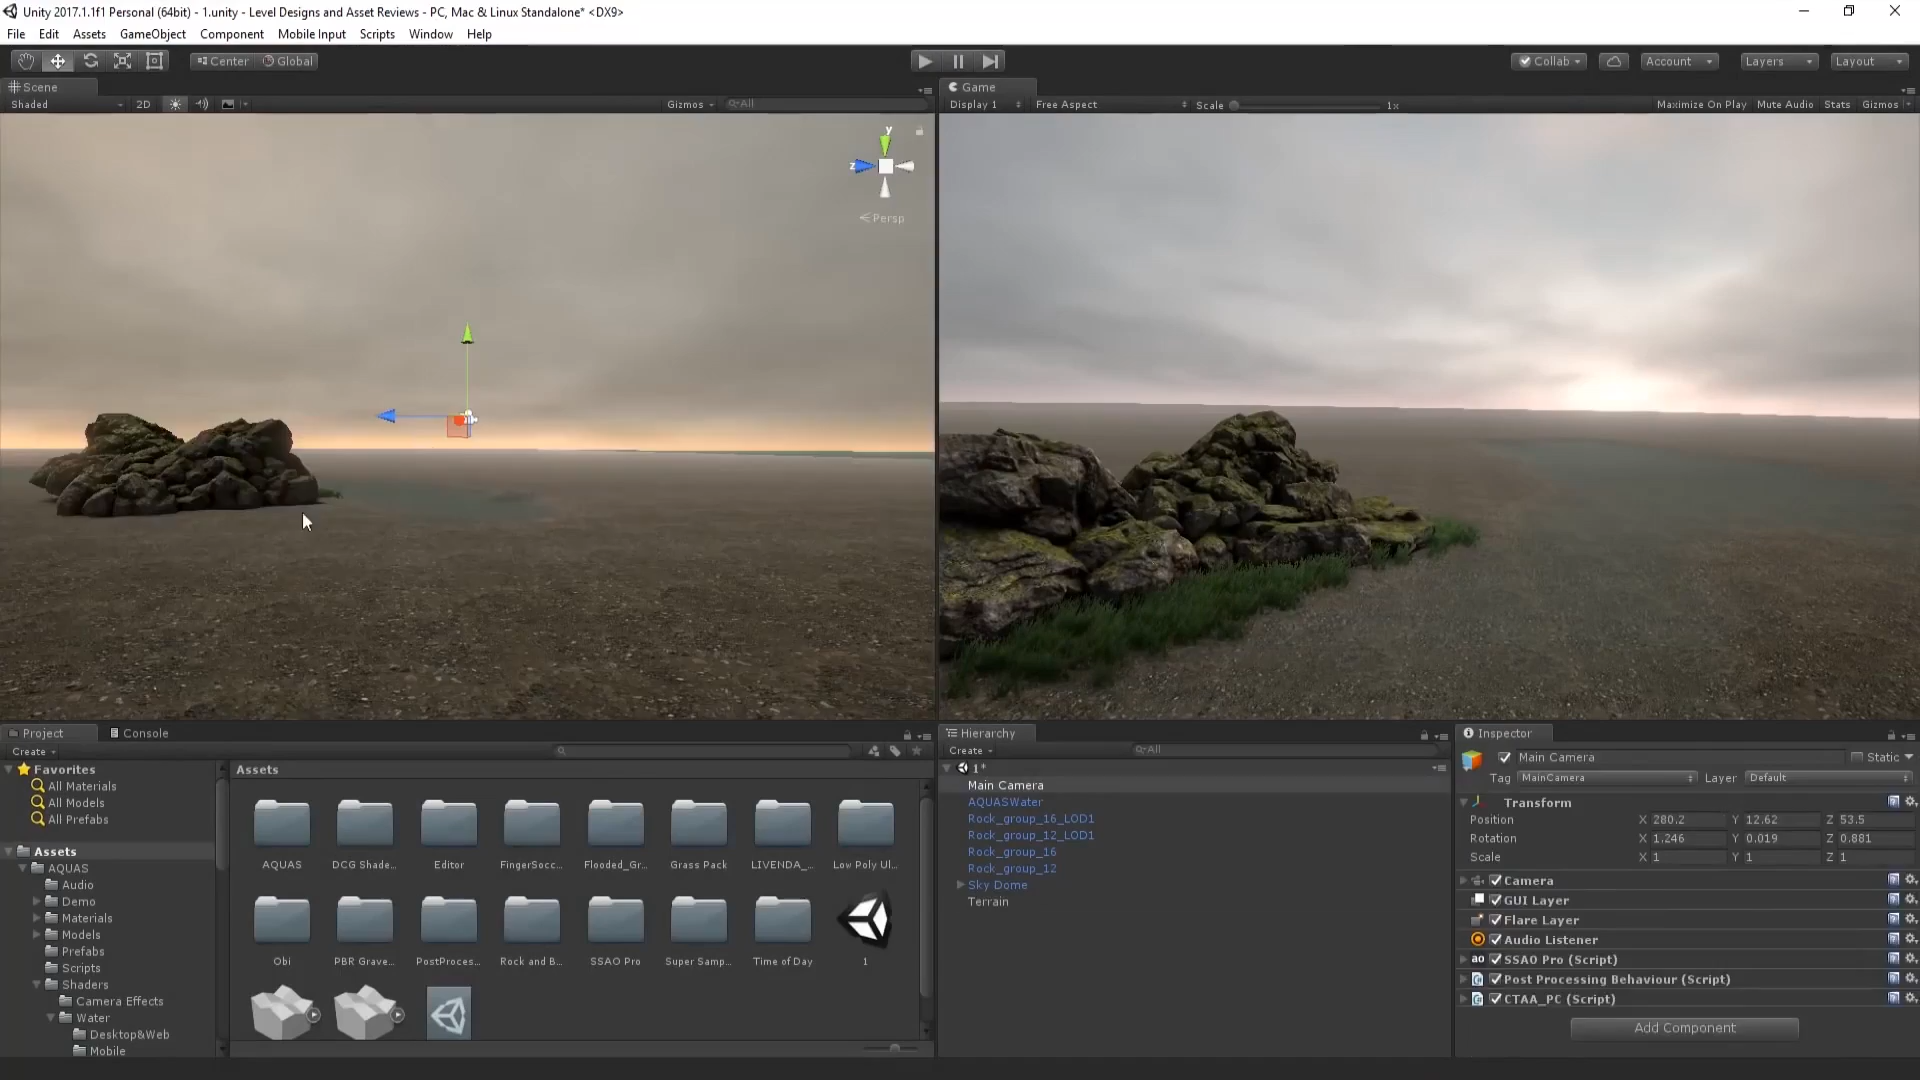 Unity 2017.1.1f1 Personal (64bit) - 1.unity - Level Designs and Asset Reviews - PC, Mac & Linux Standalone* <DX9>
File Edit Assets GameObject Component Mobile Input Scripts Window Help
Center Global Collab Account Layers Layout
Scene
Shaded 2D Gizmos All
y
z
Persp
Game
Display 1 Free Aspect Scale 1x Maximize On Play Mute Audio Stats Gizmos
Project Console
Create
Favorites
All Materials
All Models
All Prefabs
Assets
AQUAS
Audio
Demo
Materials
Models
Prefabs
Scripts
Shaders
Camera Effects
Water
Desktop&Web
Mobile
Assets
AQUAS DCG Shade... Editor FingerSocc... Flooded_Gr... Grass Pack LIVENDA_... Low Poly Ul...
Obi PBR Grave... PostProces... Rock and B... SSAO Pro Super Samp... Time of Day 1
Hierarchy
Create All
1*
Main Camera
AQUASWater
Rock_group_16_LOD1
Rock_group_12_LOD1
Rock_group_16
Rock_group_12
Sky Dome
Terrain
Inspector
Main Camera Static
Tag MainCamera Layer Default
Transform
Position X 280.2 Y 12.62 Z 53.5
Rotation X 1.246 Y 0.019 Z 0.881
Scale X 1 Y 1 Z 1
Camera
GUI Layer
Flare Layer
Audio Listener
ao SSAO Pro (Script)
Post Processing Behaviour (Script)
CTAA_PC (Script)
Add Component